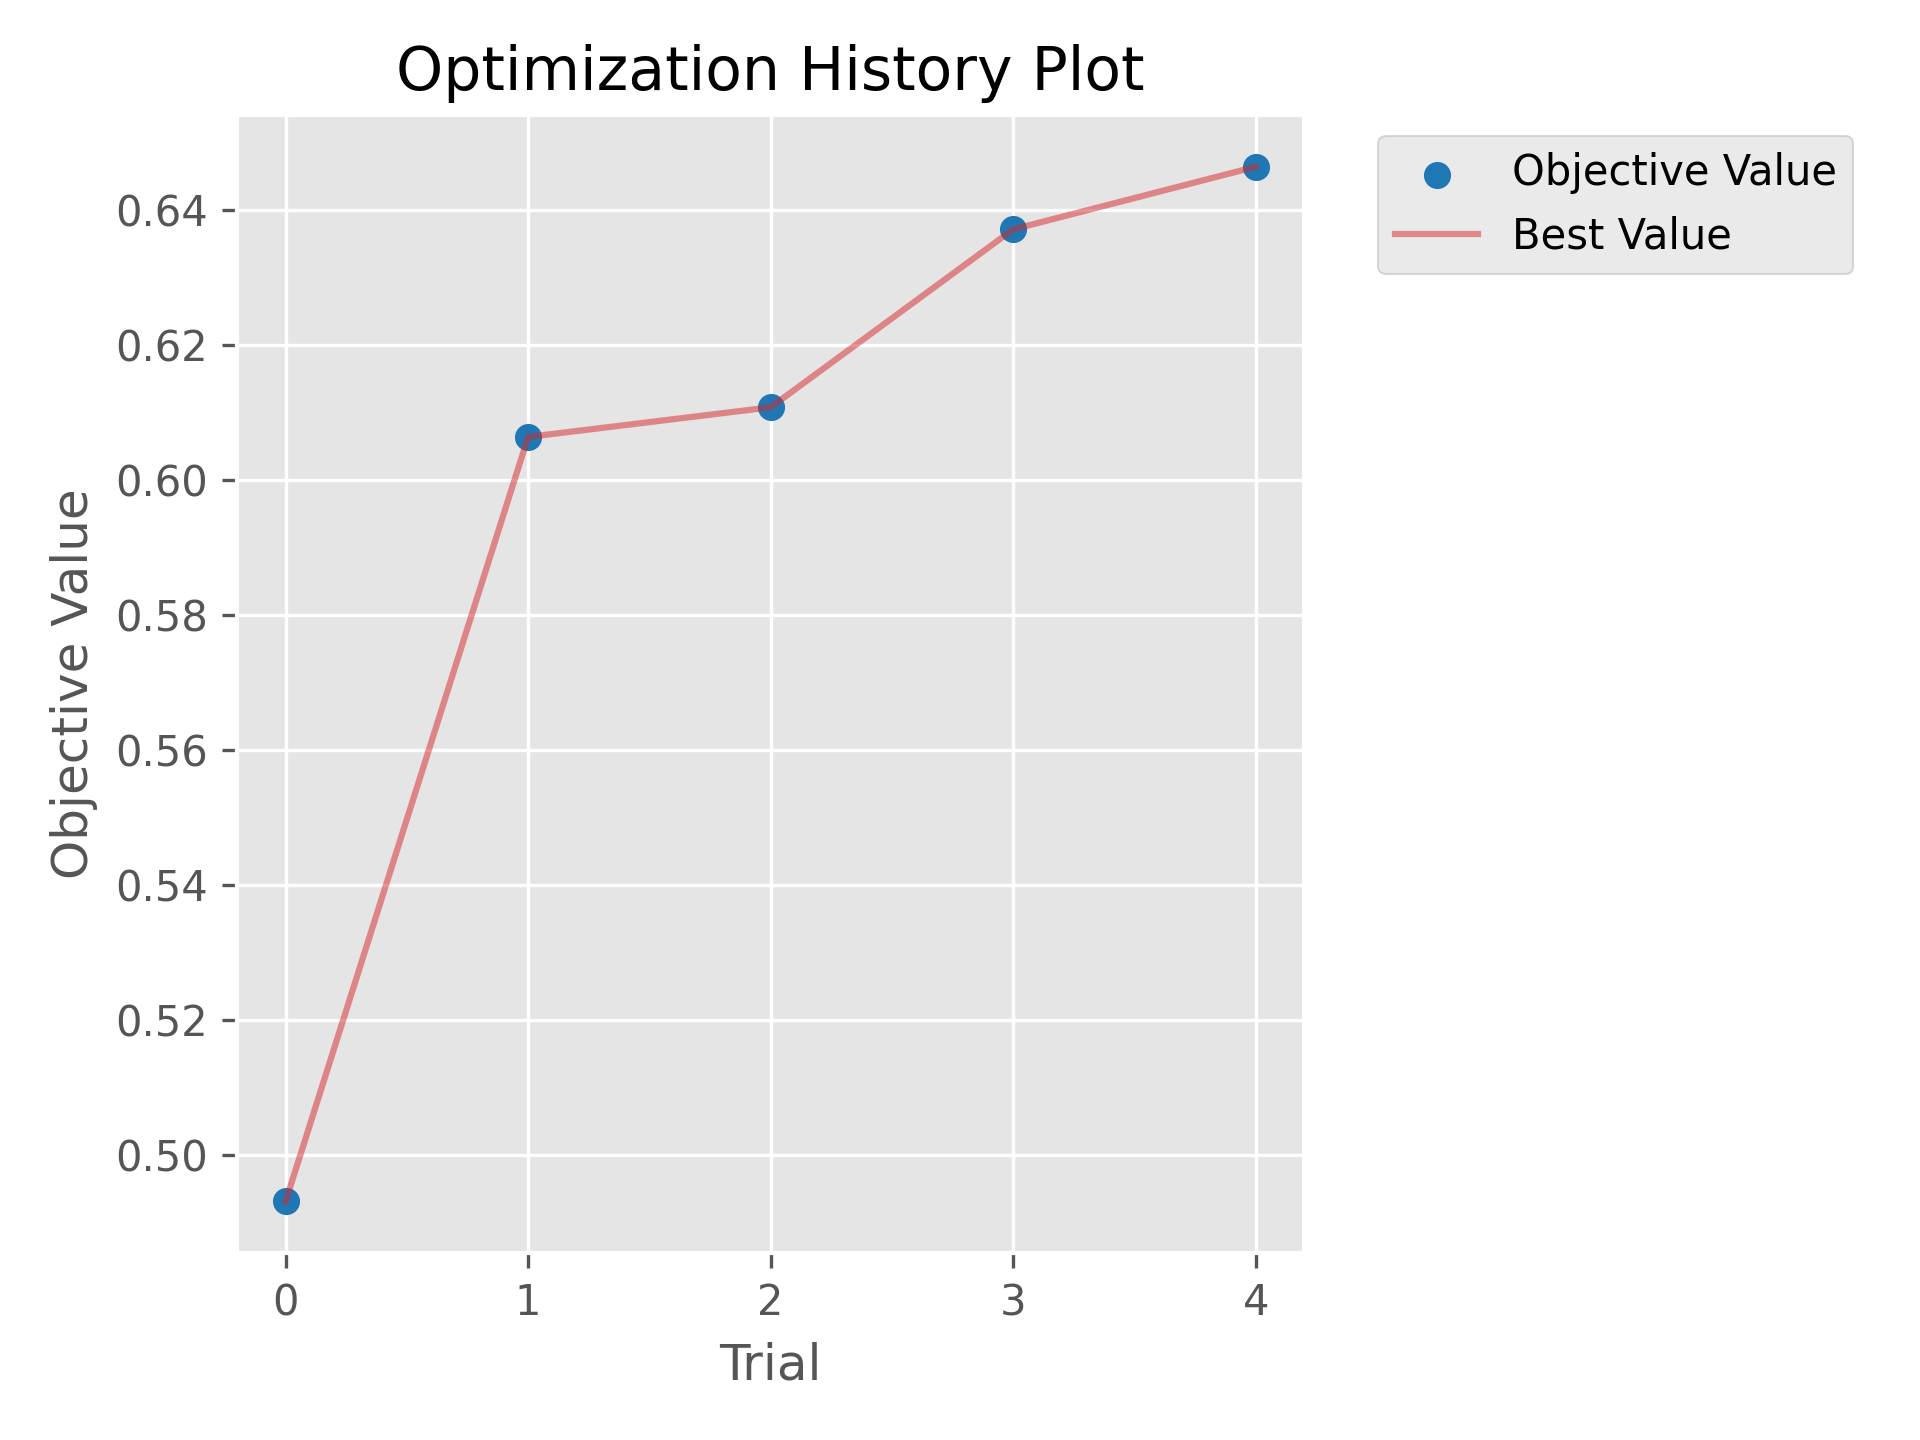 Optimization History Plot
Objective Value
Best Value
Objective Value
0.64
0.62
0.60
0.58
0.56
0.54
0.52
0.50
0 1 2 3 4
Trial